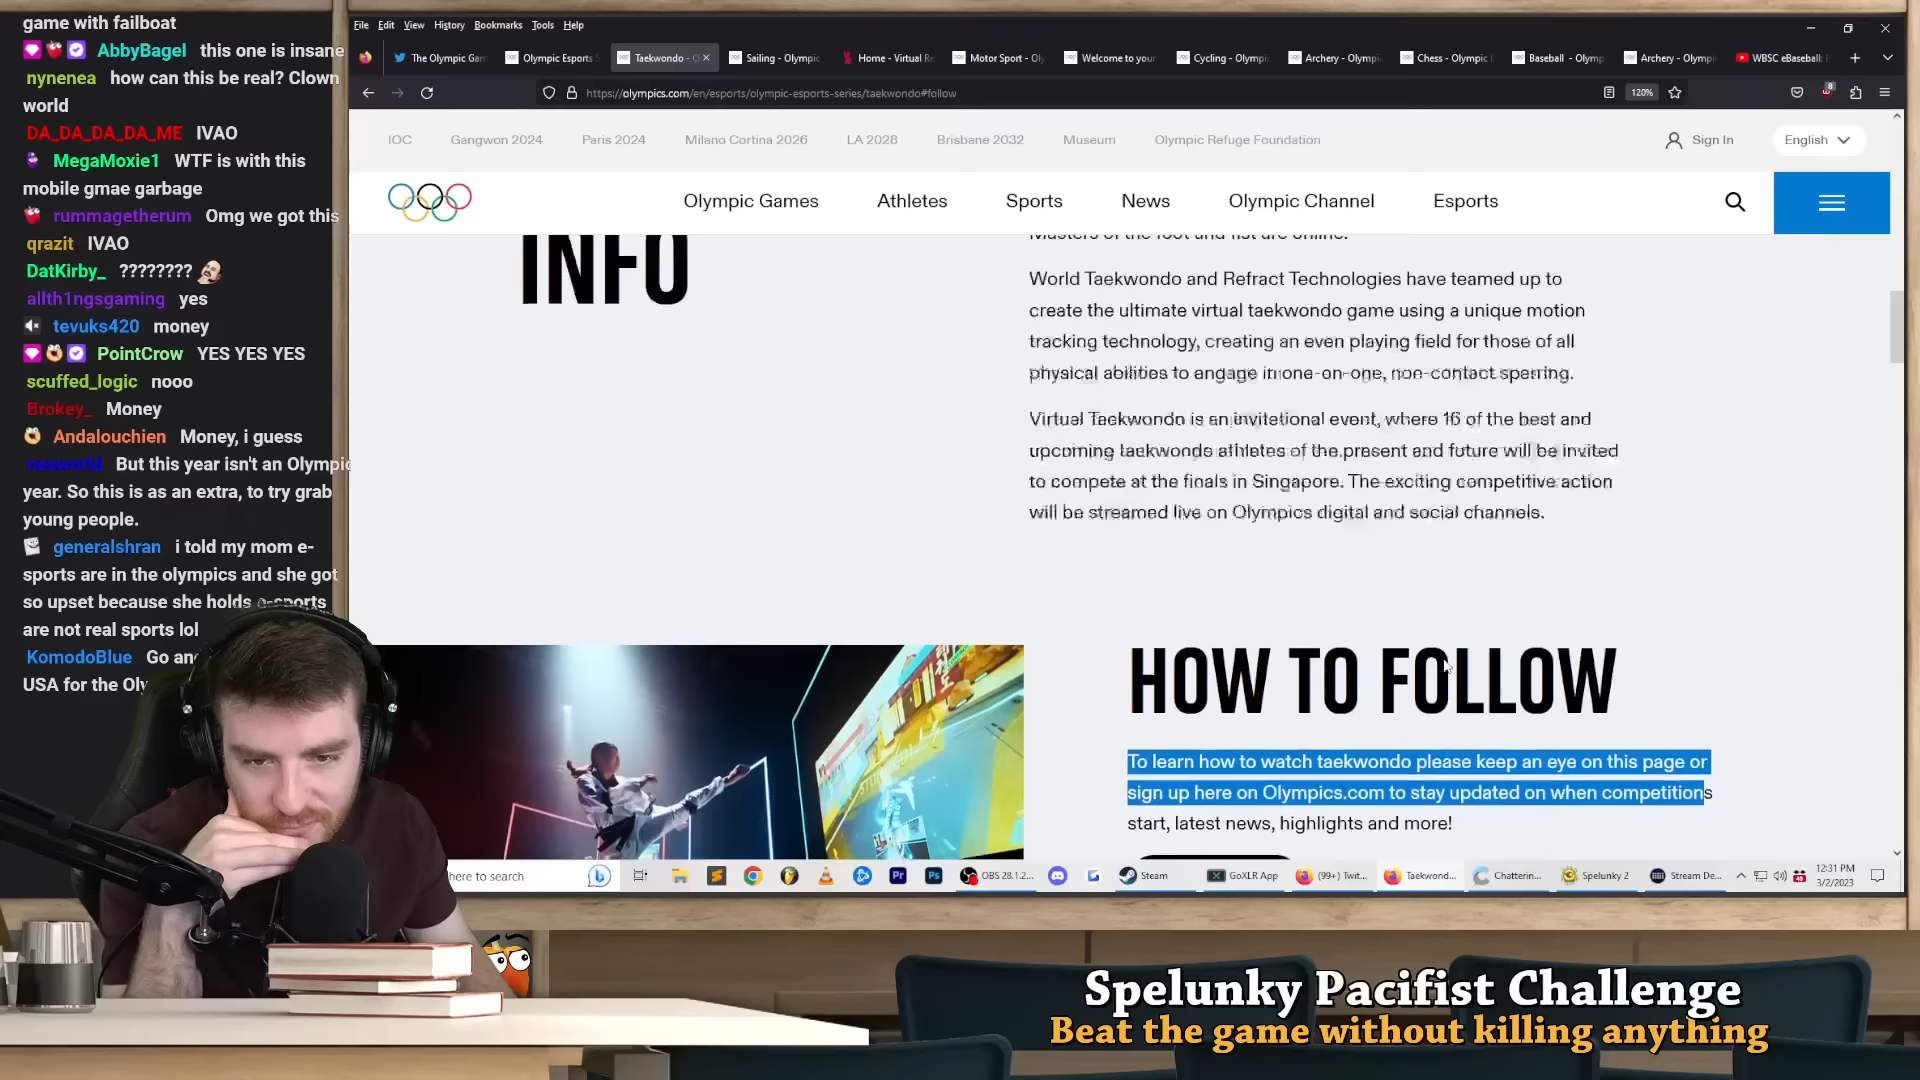 game with failboat
AbbyBagel this one is insane
nynenea how can this be real? Clown
world
DA_DA_DA_DA_ME IVAO
MegaMoxie1 WTF is with this
mobile gmae garbage
rummagetherum Omg we got this
qrazit IVAO
DatKirby_ ????????
allth1ngsgaming yes
tevuks420 money
PointCrow YES YES YES
scuffed_logic nooo
Brokey_ Money
Andalouchien Money, i guess
nesworld But this year isn't an Olympic
year. So this is as an extra, to try grab
young people.
generalshran i told my mom e-
sports are in the olympics and she got
so upset because she holds e-sports
are not real sports lol
KomodoBlue Go
USA for the
File Edit View History Bookmarks Tools Help
The Olympic Gam
Olympic Esports S
Taekwondo - O
Sailing - Olympic
Home - Virtual Re
Motor Sport - Oly
Welcome to your
Cycling - Olympic
Archery - Olympic
Chess - Olympic
Baseball - Olymp
Archery - Olympic
WBSC eBaseball:
https://olympics.com/en/esports/olympic-esports-series/taekwondo#follow
120%
8
IOC Gangwon 2024 Paris 2024 Milano Cortina 2026 LA 2028 Brisbane 2032 Museum Olympic Refuge Foundation
Sign In
English
Olympic Games Athletes Sports News Olympic Channel Esports
INFO
Masters of the foot and fist are online.
World Taekwondo and Refract Technologies have teamed up to
create the ultimate virtual taekwondo game using a unique motion
tracking technology, creating an even playing field for those of all
physical abilities to engage in one-on-one, non-contact sparring.
Virtual Taekwondo is an invitational event, where 16 of the best and
upcoming taekwondo athletes of the present and future will be invited
to compete at the finals in Singapore. The exciting competitive action
will be streamed live on Olympics digital and social channels.
HOW TO FOLLOW
To learn how to watch taekwondo please keep an eye on this page or
sign up here on Olympics.com to stay updated on when competitions
start, latest news, highlights and more!
here to search
Pr
Ps
OBS 28.1.2...
Steam
GoXLR App
(99+) Twit...
Taekwond...
Chatterin...
Spelunky 2
Stream De...
12:31 PM
3/2/2023
Spelunky Pacifist Challenge
Beat the game without killing anything